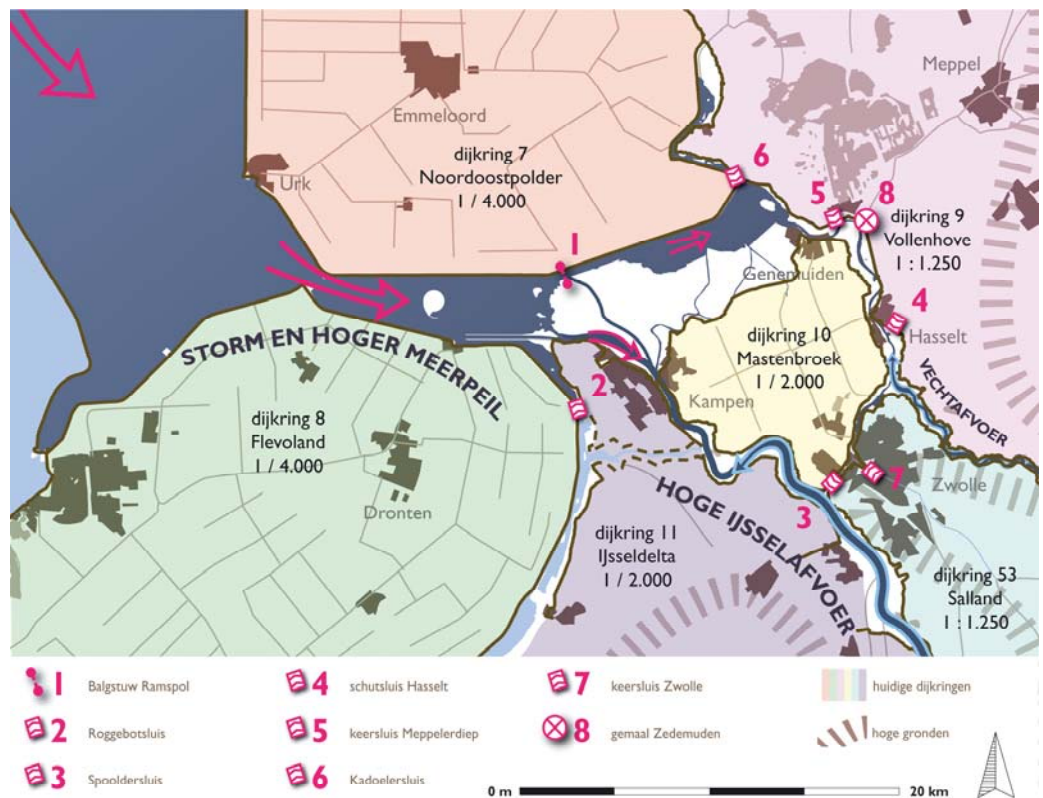 Meppel
Emmeloord
dijkring 7
Noordoostpolder
1 / 4.000
6
Urk
5
8
dijkring 9
Vollenhove
1 : 1.250
1
Genemuiden
4
Hasselt
STORM EN HOGER MEERPEIL
dijkring 10
Mastenbroek
1 / 2.000
2
Kampen
VECHTAFVOER
dijkring 8
Flevoland
1 / 4.000
7
Zwolle
Dronten
HOGE IJSSELAFVOER
3
dijkring 11
IJsseldelta
1 / 2.000
dijkring 53
Salland
1 : 1.250
1 Balgstuw Ramspol
2 Roggebotsluis
3 Spooldersluis
4 schutsluis Hasselt
5 keersluis Meppelerdiep
6 Kadoelersluis
7 keersluis Zwolle
8 gemaal Zedemuden
huidige dijkringen
hoge gronden
0 m 20 km